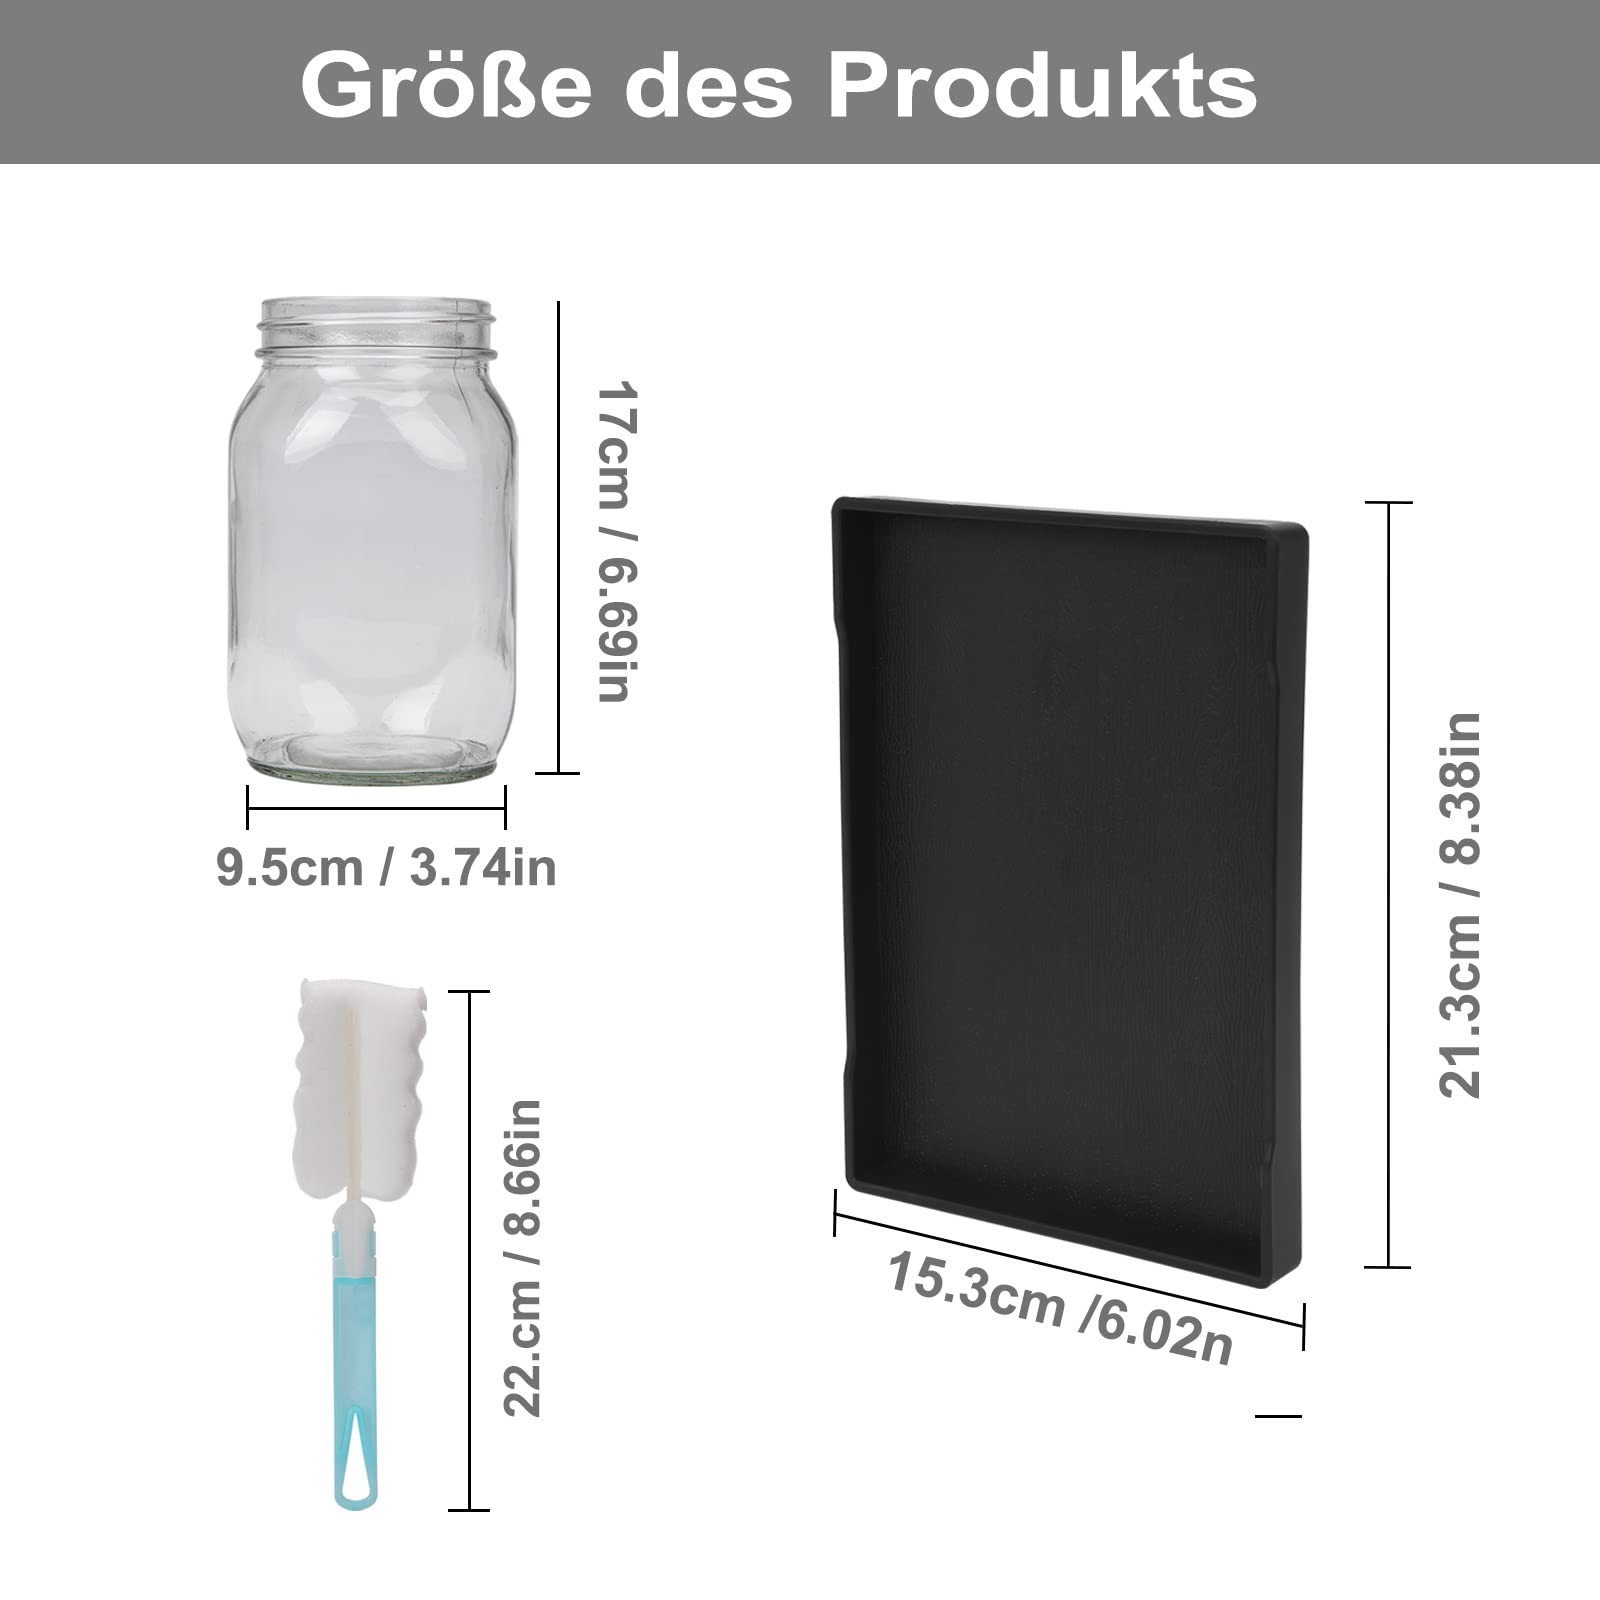 Größe des Produkts
17cm / 6.69in
9.5cm / 3.74in
22.cm / 8.66in
21.3cm / 8.38in
15.3cm /6.02n